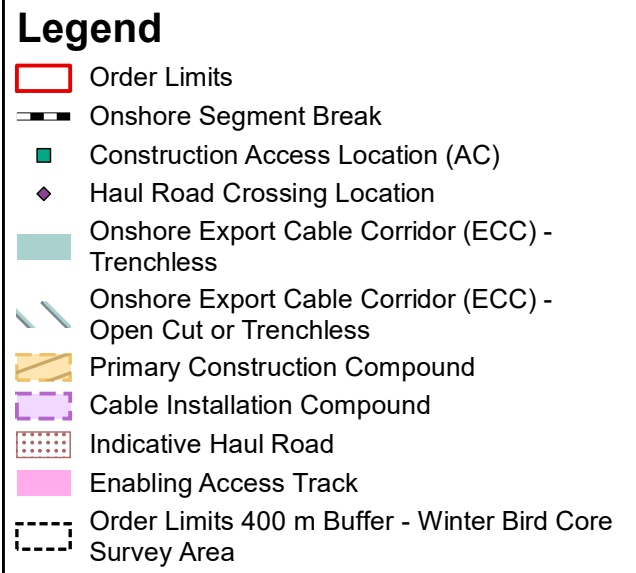 Legend
Order Limits
Onshore Segment Break
Construction Access Location (AC)
Haul Road Crossing Location
Onshore Export Cable Corridor (ECC) -
Trenchless
Onshore Export Cable Corridor (ECC) -
Open Cut or Trenchless
Primary Construction Compound
Cable Installation Compound
Indicative Haul Road
Enabling Access Track
Order Limits 400 m Buffer - Winter Bird Core
Survey Area